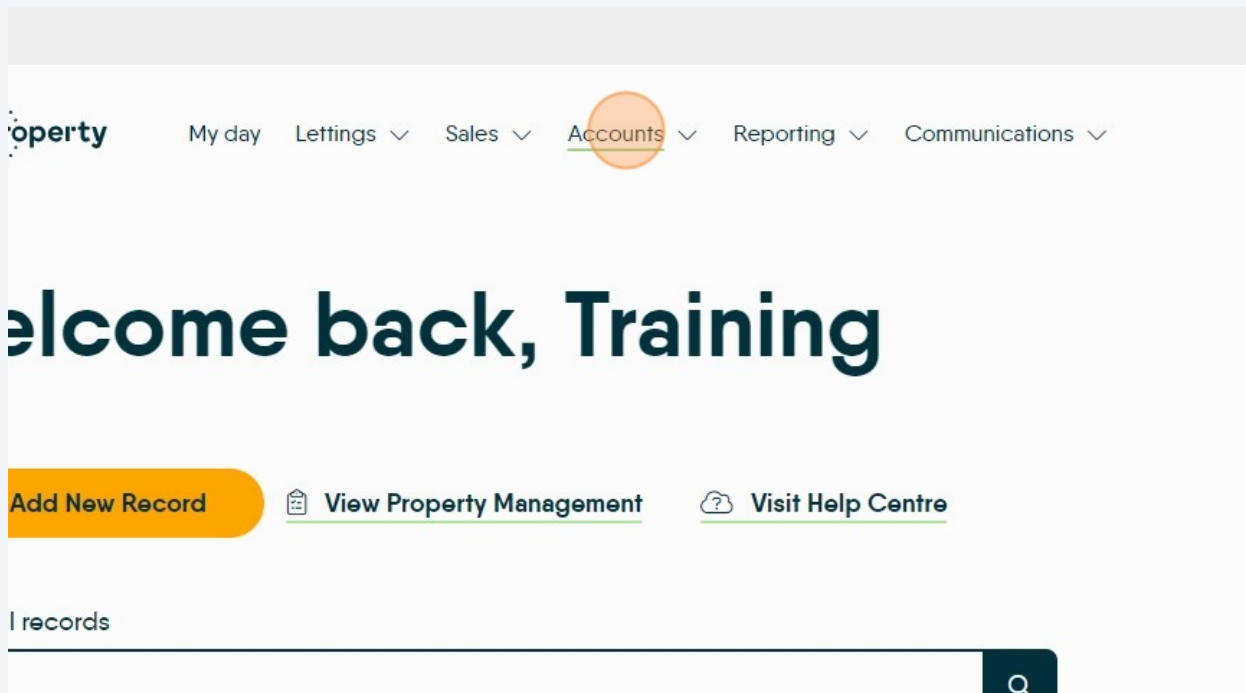 operty My day Lettings Sales Accounts Reporting Communications
elcome back, Training
Add New Record View Property Management Visit Help Centre
l records